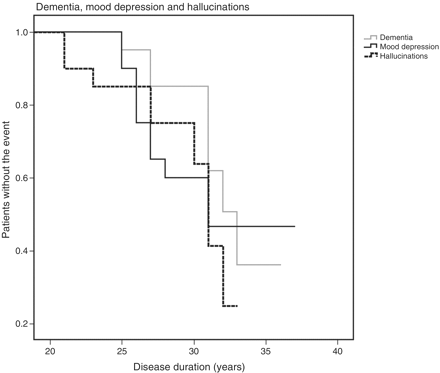 Dementia, mood depression and hallucinations
Dementia
Mood depression
Hallucinations
Patients without the event
1.0
0.8
0.6
0.4
0.2
20 25 30 35 40
Disease duration (years)